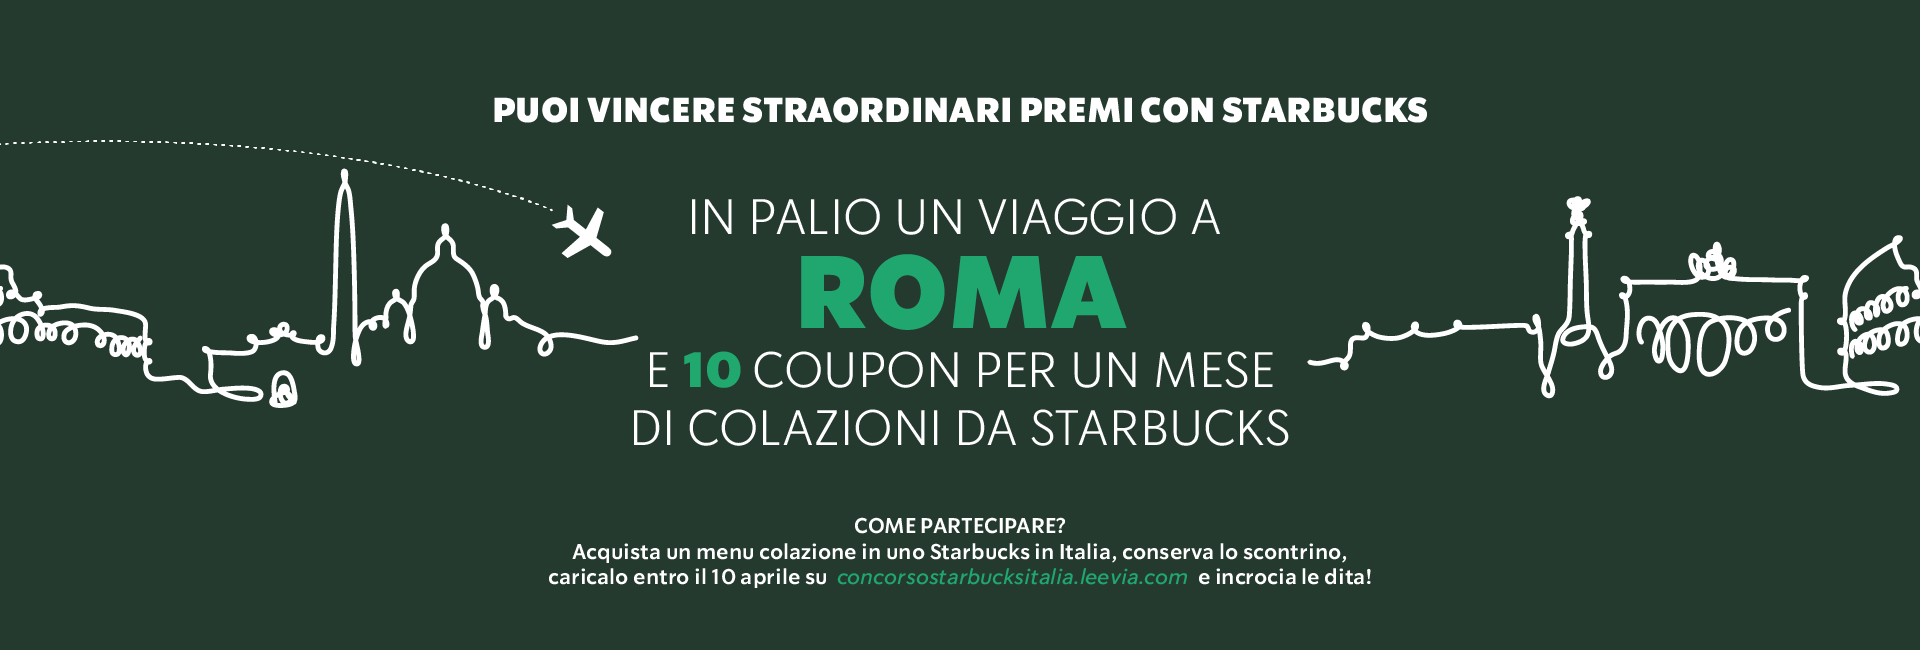 PUOI VINCERE STRAORDINARI PREMI CON STARBUCKS
IN PALIO UN VIAGGIO A
ROMA
E 10 COUPON PER UN MESE
DI COLAZIONI DA STARBUCKS
COME PARTECIPARE?
Acquista un menu colazione in uno Starbucks in Italia, conserva lo scontrino,
caricalo entro il 10 aprile su concorsostarbucksitalia.leevia.com e incrocia le dita!